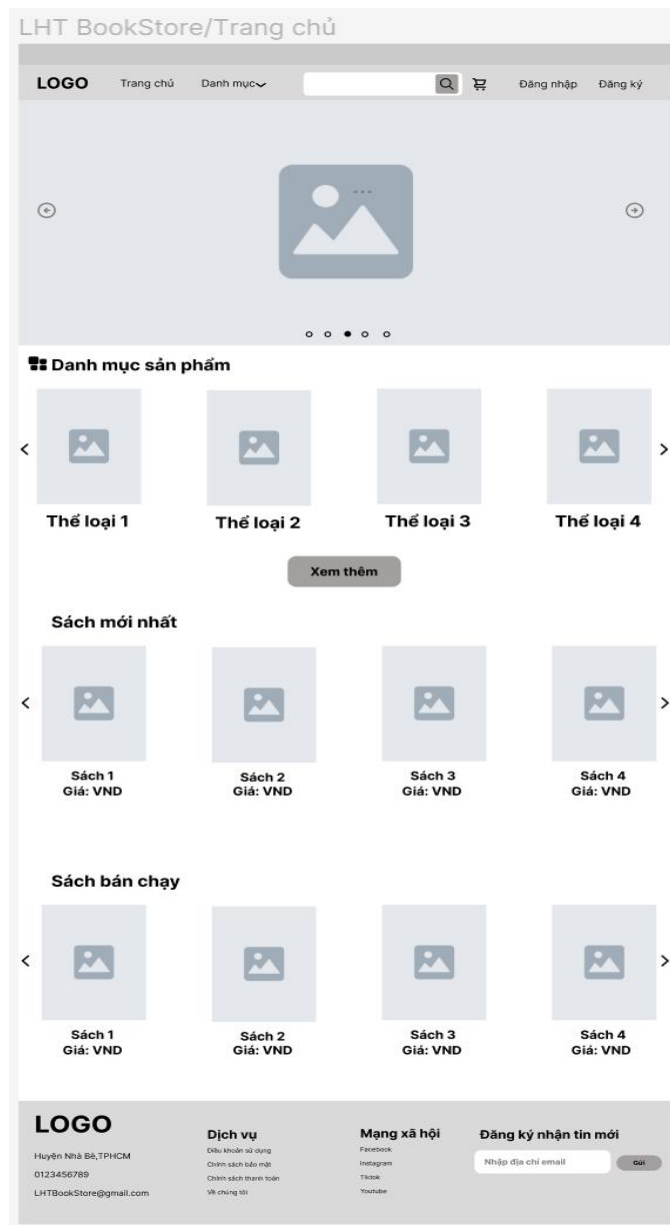 LHT BookStore/Trang chủ
LOGO Trang chủ Danh mục Đăng nhập Đăng ký
Danh mục sản phẩm
Thể loại 1 Thể loại 2 Thể loại 3 Thể loại 4
Xem thêm
Sách mới nhất
Sách 1 Sách 2 Sách 3 Sách 4
Giá: VND Giá: VND Giá: VND Giá: VND
Sách bán chạy
Sách 1 Sách 2 Sách 3 Sách 4
Giá: VND Giá: VND Giá: VND Giá: VND
LOGO
Huyện Nhà Bè,TPHCM
0123456789
LHTBookStore@gmail.com
Dịch vụ
Điều khoản sử dụng
Chính sách bảo mật
Chính sách thanh toán
Về chúng tôi
Mạng xã hội
Facebook
Instagram
Tiktok
Youtube
Đăng ký nhận tin mới
Nhập địa chỉ email Gửi